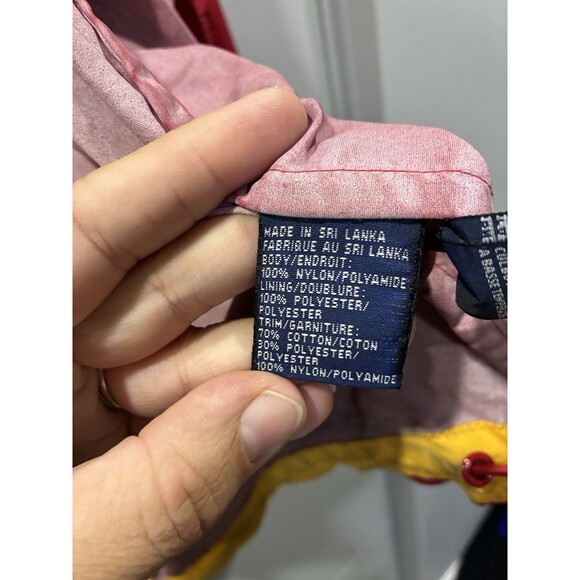 MADE IN SRI LANKA
FABRIQUE AU SRI LANKA
BODY/ENDROIT:
100% NYLON/POLYAMIDE
LINING/DOUBLURE:
100% POLYESTER/
POLYESTER
TRIM/GARNITURE:
70% COTTON/COTON
30% POLYESTER/
POLYESTER
100% NYLON/POLYAMIDE